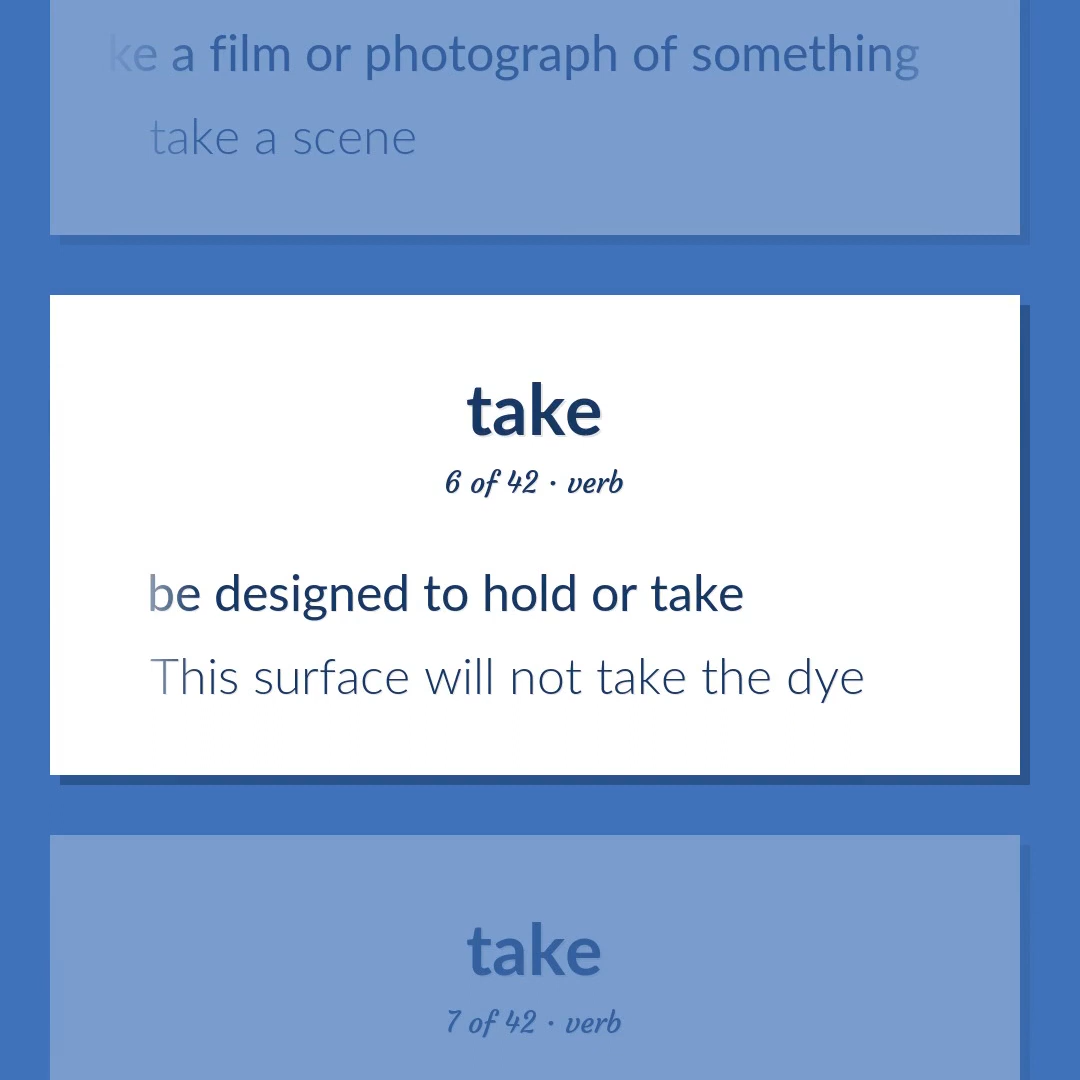 ke a film or photograph of something
take a scene
take
6 of 42 · verb
be designed to hold or take
This surface will not take the dye
take
7 of 42 · verb